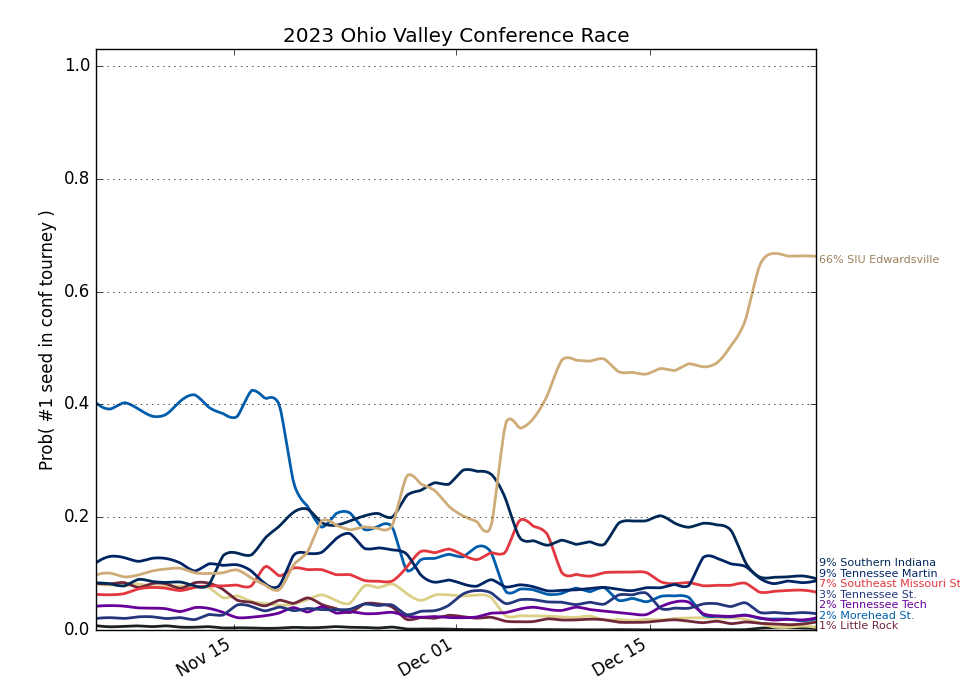 2023 Ohio Valley Conference Race
Prob( #1 seed in conf tourney )
1.0
0.8
0.6
0.4
0.2
0.0
Nov 15
Dec 01
Dec 15
66% SIU Edwardsville
9% Southern Indiana
9% Tennessee Martin
7% Southeast Missouri St
3% Tennessee St.
2% Tennessee Tech
2% Morehead St.
1% Little Rock